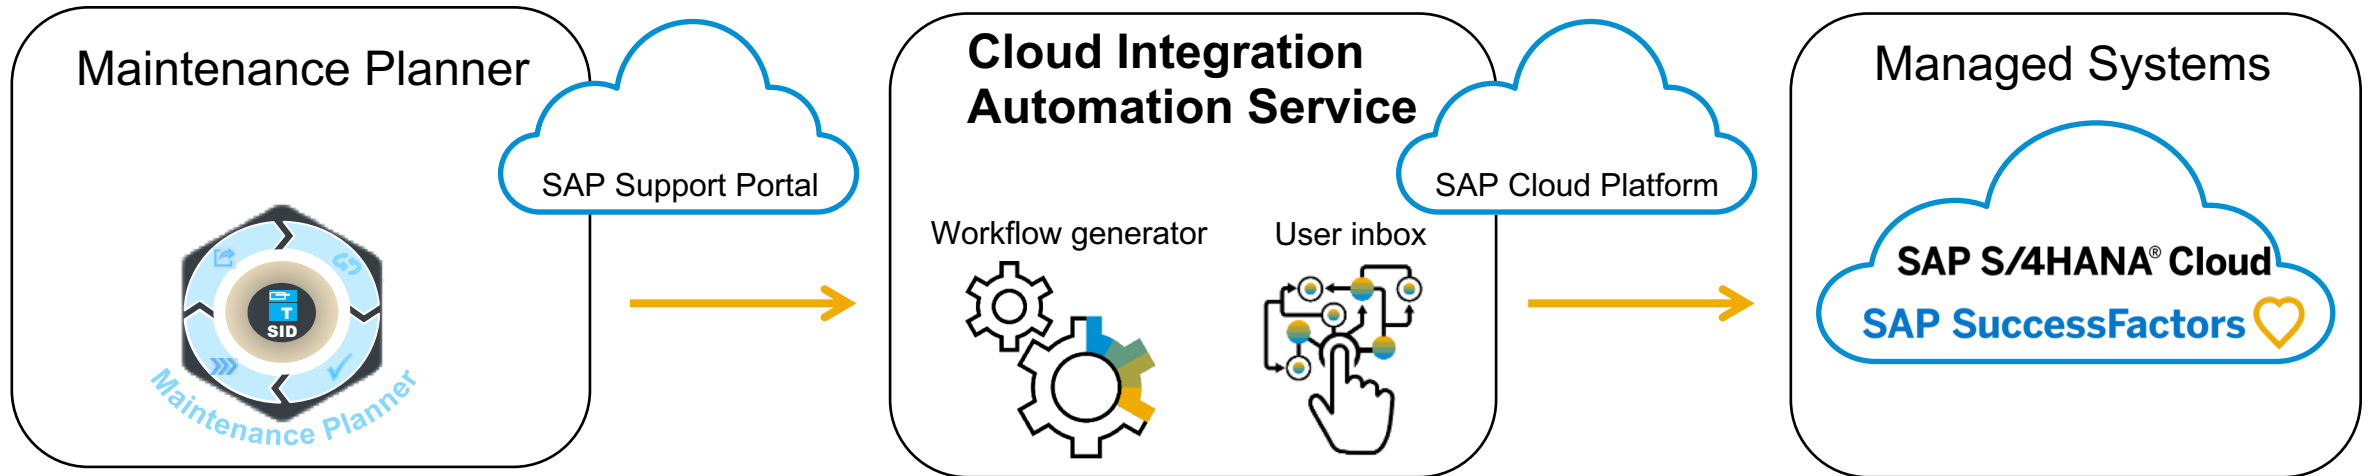 Maintenance Planner
SAP Support Portal
T
SID
Maintenance Planner
Cloud Integration
Automation Service
SAP Cloud Platform
Workflow generator
User inbox
Managed Systems
SAP S/4HANA® Cloud
SAP SuccessFactors